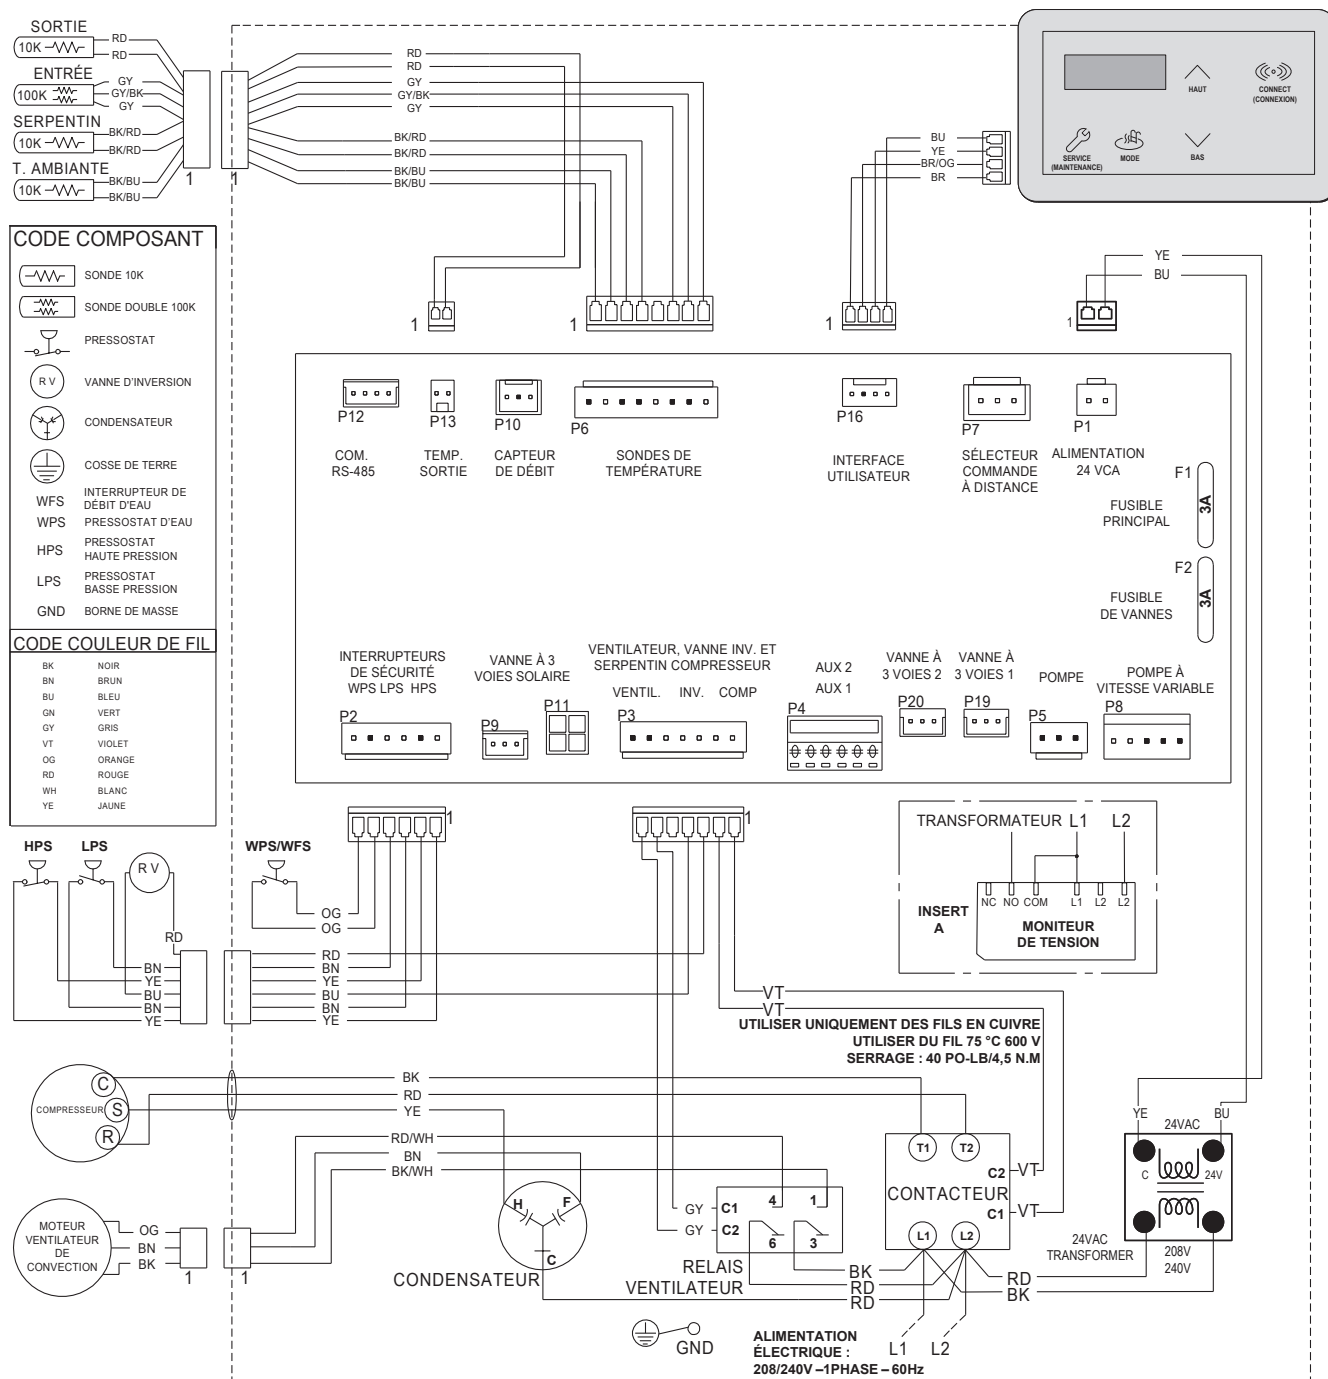 SORTIE
10K
RD
RD
ENTRÉE
100K
GY
GY/BK
GY
SERPENTIN
10K
BK/RD
BK/RD
T. AMBIANTE
10K
BK/BU
BK/BU
1
1
RD
RD
GY
GY/BK
GY
BK/RD
BK/RD
BK/BU
BK/BU
BU
YE
BR/OG
BR
HAUT
CONNECT
(CONNEXION)
SERVICE
(MAINTENANCE)
MODE
BAS
YE
BU
1
1
1
1
CODE COMPOSANT
SONDE 10K
SONDE DOUBLE 100K
PRESSOSTAT
R V
VANNE D'INVERSION
CONDENSATEUR
COSSE DE TERRE
WFS
INTERRUPTEUR DE
DÉBIT D'EAU
WPS
PRESSOSTAT D'EAU
HPS
PRESSOSTAT
HAUTE PRESSION
LPS
PRESSOSTAT
BASSE PRESSION
GND
BORNE DE MASSE
CODE COULEUR DE FIL
BK NOIR
BN BRUN
BU BLEU
GN VERT
GY GRIS
VT VIOLET
OG ORANGE
RD ROUGE
WH BLANC
YE JAUNE
P12
COM.
RS-485
P13
TEMP.
SORTIE
P10
CAPTEUR
DE DÉBIT
P6
SONDES DE
TEMPÉRATURE
P16
INTERFACE
UTILISATEUR
P7
SÉLECTEUR
COMMANDE
À DISTANCE
P1
ALIMENTATION
24 VCA
F1
3A
FUSIBLE
PRINCIPAL
F2
3A
FUSIBLE
DE VANNES
INTERRUPTEURS
DE SÉCURITÉ
WPS LPS HPS
P2
VANNE À 3
VOIES SOLAIRE
P9
P11
VENTILATEUR, VANNE INV. ET
SERPENTIN COMPRESSEUR
VENTIL. INV. COMP
P3
AUX 2
AUX 1
P4
VANNE À
3 VOIES 2
P20
VANNE À
3 VOIES 1
P19
POMPE
P5
POMPE À
VITESSE VARIABLE
P8
1
1
HPS
LPS
R V
WPS/WFS
OG
OG
RD
BN
YE
BU
BN
YE
RD
BN
YE
BU
BN
YE
TRANSFORMATEUR L1 L2
NC NO COM L1 L2 L2
INSERT
A
MONITEUR
DE TENSION
VT
VT
UTILISER UNIQUEMENT DES FILS EN CUIVRE
UTILISER DU FIL 75 °C 600 V
SERRAGE : 40 PO-LB/4,5 N.M
COMPRESSEUR
C
S
R
BK
RD
YE
RD/WH
BN
BK/WH
MOTEUR
VENTILATEUR
DE
CONVECTION
OG
BN
BK
1
1
H
F
C
CONDENSATEUR
GY
GY
C1
C2
4
1
6
3
RELAIS
VENTILATEUR
T1
T2
C2
VT
CONTACTEUR
C1
VT
L1
L2
BK
RD
RD
RD
BK
YE
BU
24VAC
C
24V
24VAC
TRANSFORMER
208V
240V
GND
ALIMENTATION
ÉLECTRIQUE :
208/240V –1PHASE – 60Hz
L1
L2